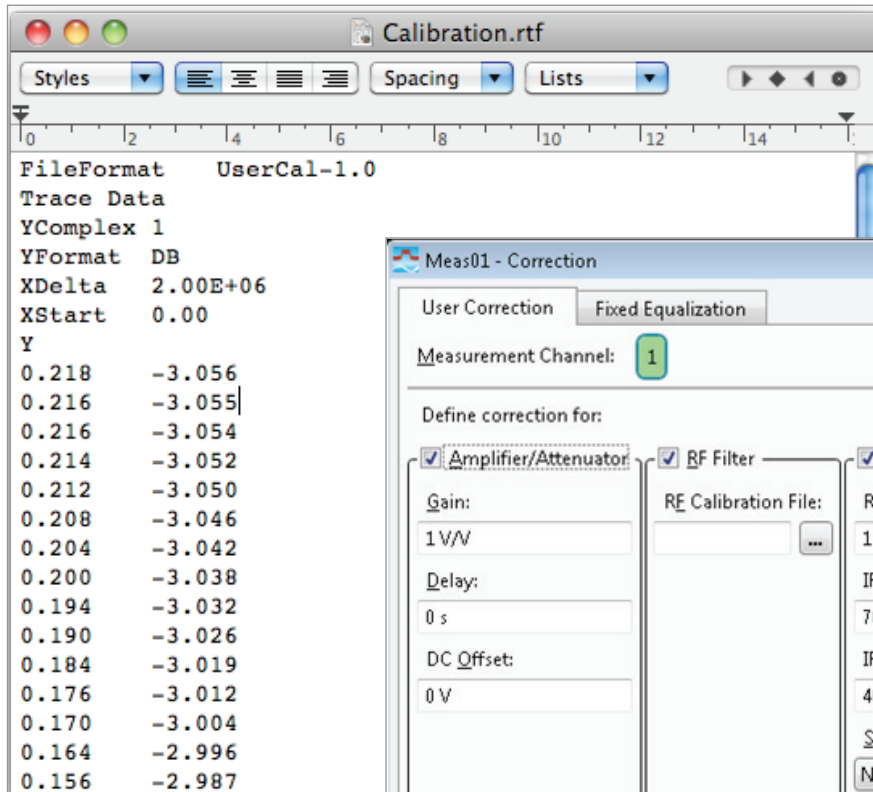 Calibration.rtf
Styles Spacing Lists
0 2 4 6 8 10 12 14
FileFormat UserCal-1.0
Trace Data
YComplex 1
YFormat DB
XDelta 2.00E+06
XStart 0.00
Y
0.218 -3.056
0.216 -3.055
0.216 -3.054
0.214 -3.052
0.212 -3.050
0.208 -3.046
0.204 -3.042
0.200 -3.038
0.194 -3.032
0.190 -3.026
0.184 -3.019
0.176 -3.012
0.170 -3.004
0.164 -2.996
0.156 -2.987
Meas01 - Correction
User Correction Fixed Equalization
Measurement Channel: 1
Define correction for:
Amplifier/Attenuator
Gain:
1 V/V
Delay:
0 s
DC Offset:
0 V
RF Filter
RF Calibration File:
...
R
1
IF
7
IF
4
S
N